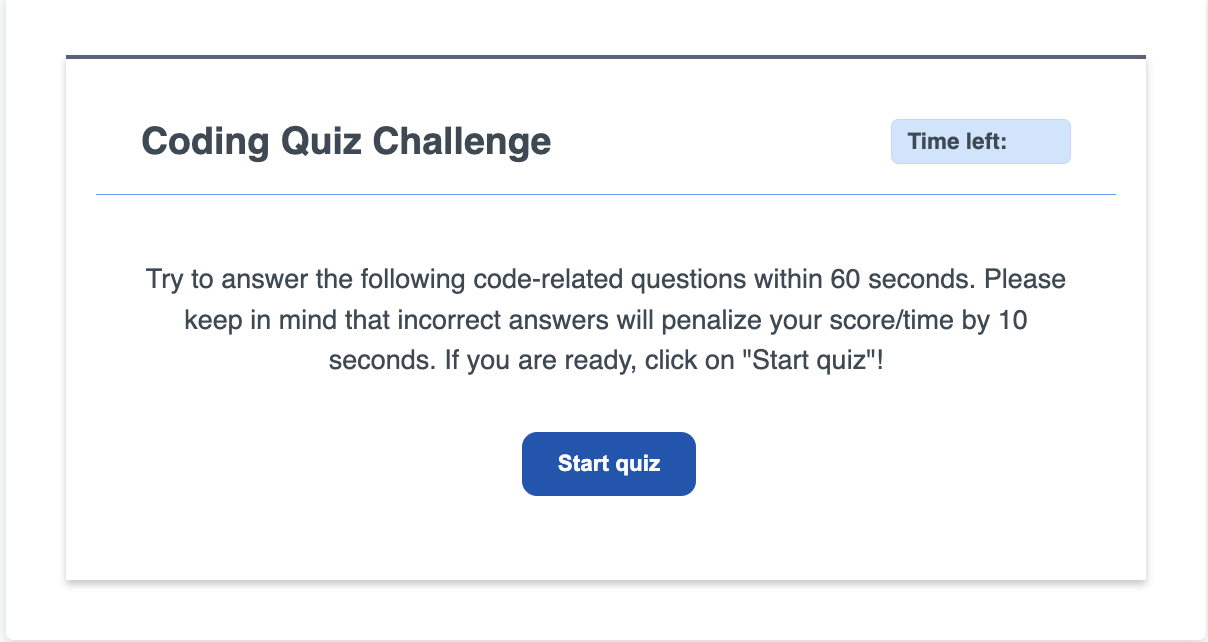 Coding Quiz Challenge
Time left:
Try to answer the following code-related questions within 60 seconds. Please
keep in mind that incorrect answers will penalize your score/time by 10
seconds. If you are ready, click on "Start quiz"!
Start quiz